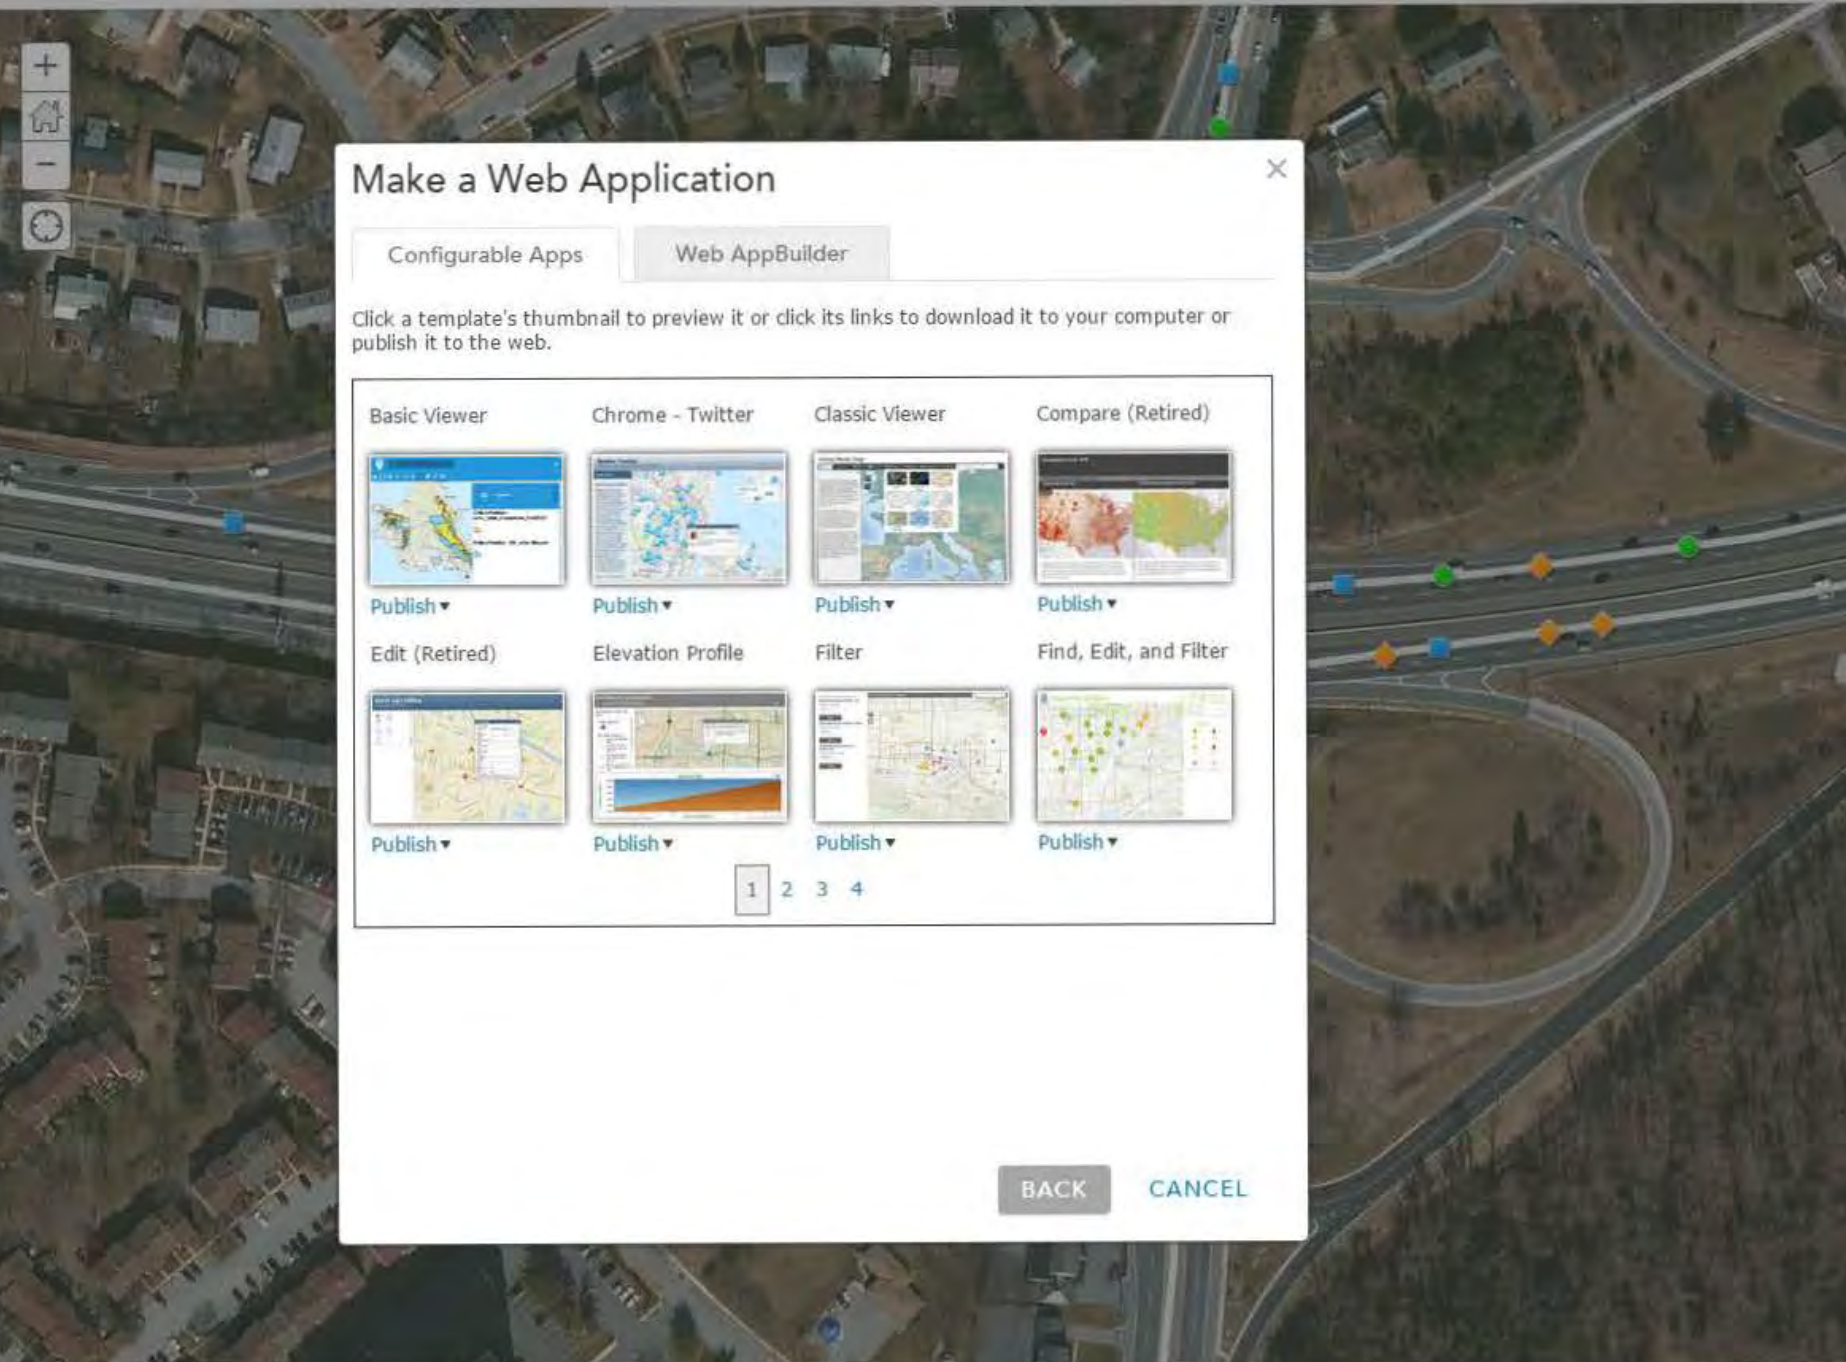 Make a Web Application
Configurable Apps
Web AppBuilder
Click a template's thumbnail to preview it or click its links to download it to your computer or
publish it to the web.
Basic Viewer
Chrome - Twitter
Classic Viewer
Compare (Retired)
Publish
Publish
Publish
Publish
Edit (Retired)
Elevation Profile
Filter
Find, Edit, and Filter
Publish
Publish
Publish
Publish
1 2 3 4
BACK
CANCEL